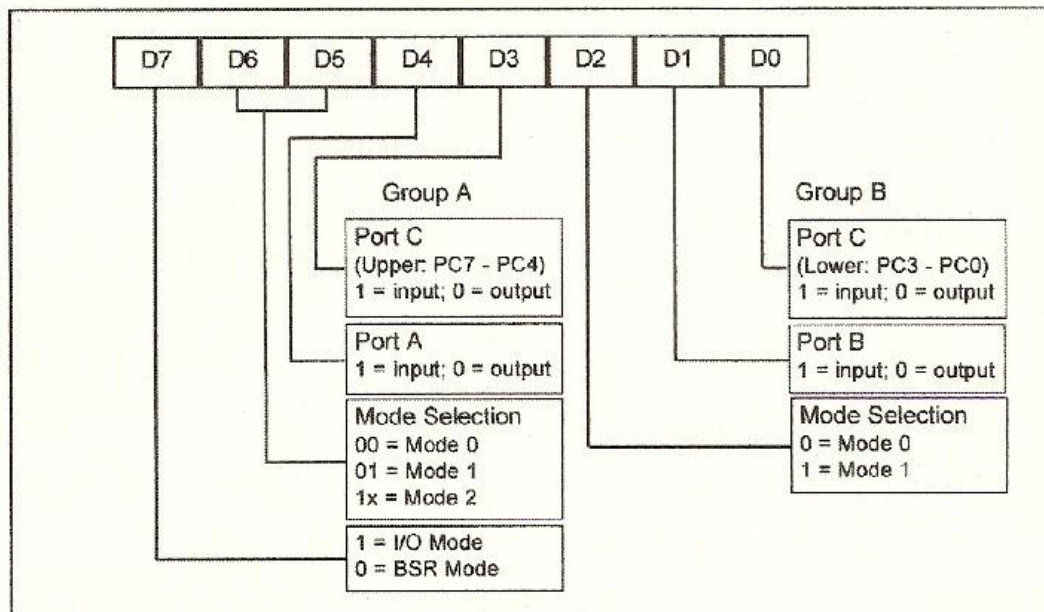 D7 D6 D5 D4 D3 D2 D1 D0
Group A
Port C
(Upper: PC7 - PC4)
1 = input; 0 = output
Port A
1 = input; 0 = output
Mode Selection
00 = Mode 0
01 = Mode 1
1x = Mode 2
1 = I/O Mode
0 = BSR Mode
Group B
Port C
(Lower: PC3 - PC0)
1 = input; 0 = output
Port B
1 = input; 0 = output
Mode Selection
0 = Mode 0
1 = Mode 1